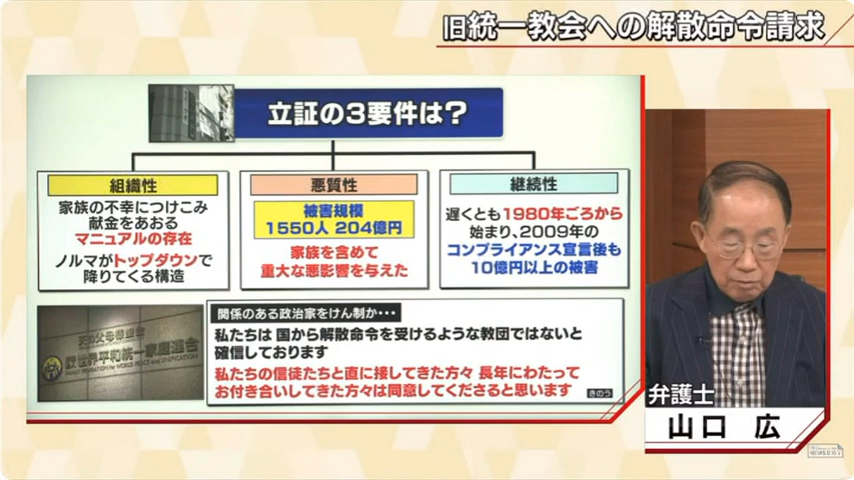 旧統一教会への解散命令請求
立証の3要件は?
組織性
家族の不幸につけこみ
献金をあおる
マニュアルの存在
ノルマがトップダウンで
降りてくる構造
悪質性
被害規模
1550人 204億円
家族を含めて
重大な悪影響を与えた
継続性
遅くとも1980年ごろから
始まり、2009年の
コンプライアンス宣言後も
10億円以上の被害
天の父母様聖会
世界平和統一家庭連合
関係のある政治家をけん制か・・・
私たちは 国から解散命令を受けるような教団ではないと
確信しております
私たちの信徒たちと直に接してきた方々 長年にわたって
お付き合いしてきた方々は同意してくださると思います
きのう
弁護士
山口 広
NEWS DIG